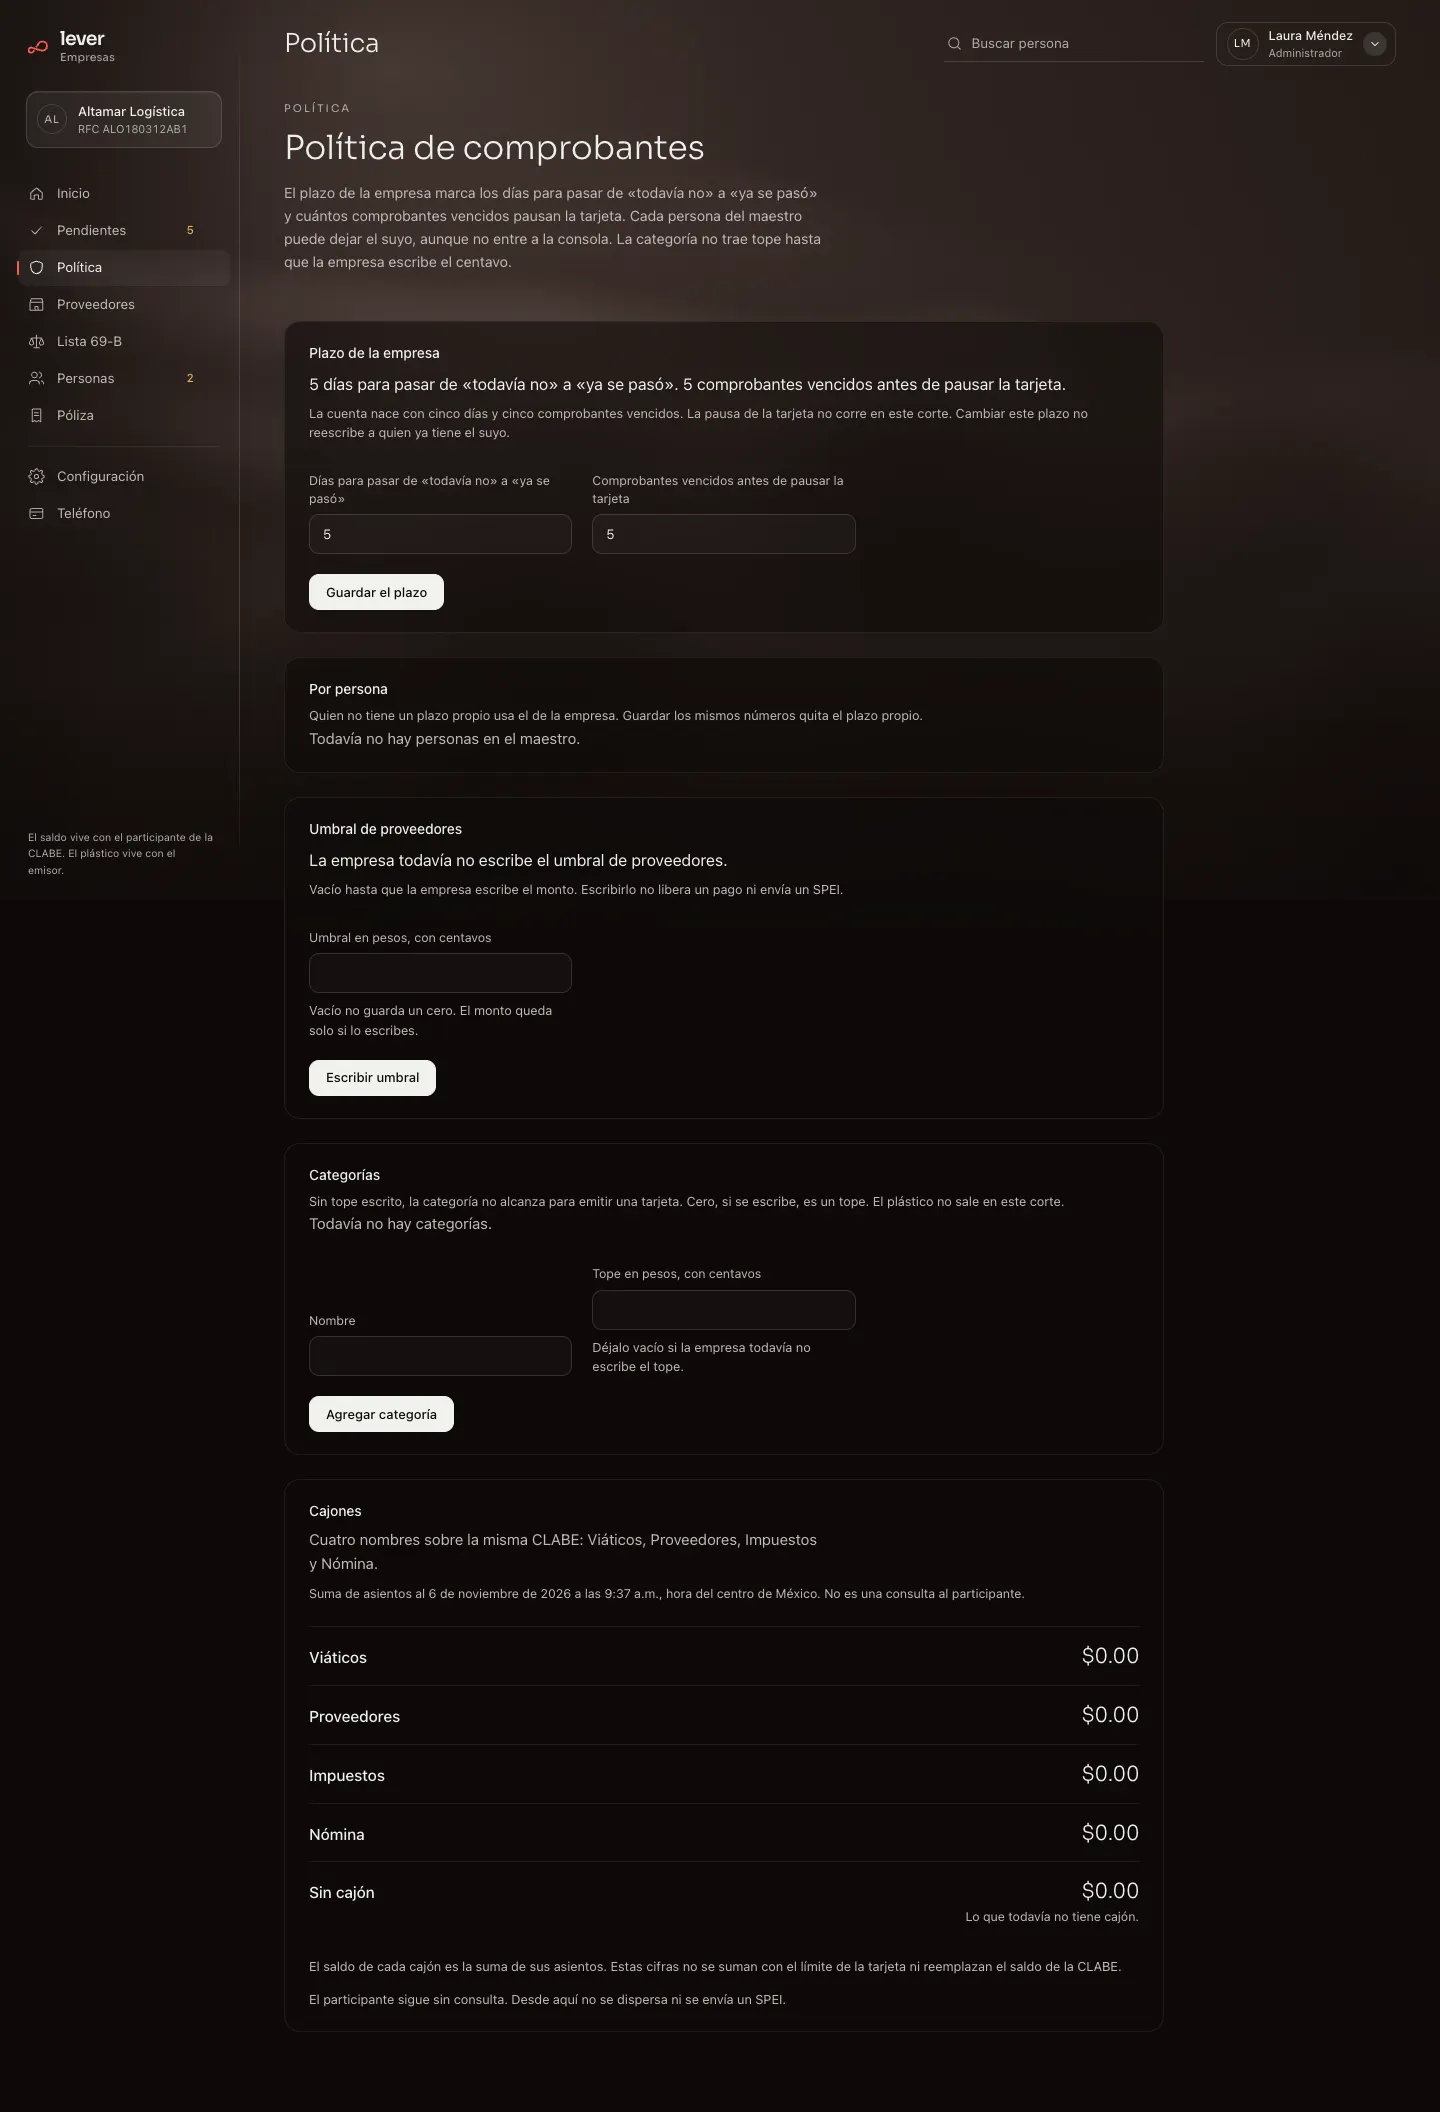 lever
Empresas
AL
Altamar Logística
RFC ALO180312AB1
Inicio
Pendientes 5
Política
Proveedores
Lista 69-B
Personas 2
Póliza
Configuración
Teléfono
El saldo vive con el participante de la
CLABE. El plástico vive con el
emisor.
Política
Buscar persona
LM
Laura Méndez
Administrador
POLÍTICA
Política de comprobantes
El plazo de la empresa marca los días para pasar de «todavía no» a «ya se pasó»
y cuántos comprobantes vencidos pausan la tarjeta. Cada persona del maestro
puede dejar el suyo, aunque no entre a la consola. La categoría no trae tope hasta
que la empresa escribe el centavo.
Plazo de la empresa
5 días para pasar de «todavía no» a «ya se pasó». 5 comprobantes vencidos antes de pausar la tarjeta.
La cuenta nace con cinco días y cinco comprobantes vencidos. La pausa de la tarjeta no corre en este corte. Cambiar este plazo no
reescribe a quien ya tiene el suyo.
Días para pasar de «todavía no» a «ya se
pasó»
5
Comprobantes vencidos antes de pausar la
tarjeta
5
Guardar el plazo
Por persona
Quien no tiene un plazo propio usa el de la empresa. Guardar los mismos números quita el plazo propio.
Todavía no hay personas en el maestro.
Umbral de proveedores
La empresa todavía no escribe el umbral de proveedores.
Vacío hasta que la empresa escribe el monto. Escribirlo no libera un pago ni envía un SPEI.
Umbral en pesos, con centavos
Vacío no guarda un cero. El monto queda
solo si lo escribes.
Escribir umbral
Categorías
Sin tope escrito, la categoría no alcanza para emitir una tarjeta. Cero, si se escribe, es un tope. El plástico no sale en este corte.
Todavía no hay categorías.
Nombre
Tope en pesos, con centavos
Déjalo vacío si la empresa todavía no
escribe el tope.
Agregar categoría
Cajones
Cuatro nombres sobre la misma CLABE: Viáticos, Proveedores, Impuestos
y Nómina.
Suma de asientos al 6 de noviembre de 2026 a las 9:37 a.m., hora del centro de México. No es una consulta al participante.
Viáticos $0.00
Proveedores $0.00
Impuestos $0.00
Nómina $0.00
Sin cajón $0.00
Lo que todavía no tiene cajón.
El saldo de cada cajón es la suma de sus asientos. Estas cifras no se suman con el límite de la tarjeta ni reemplazan el saldo de la CLABE.
El participante sigue sin consulta. Desde aquí no se dispersa ni se envía un SPEI.